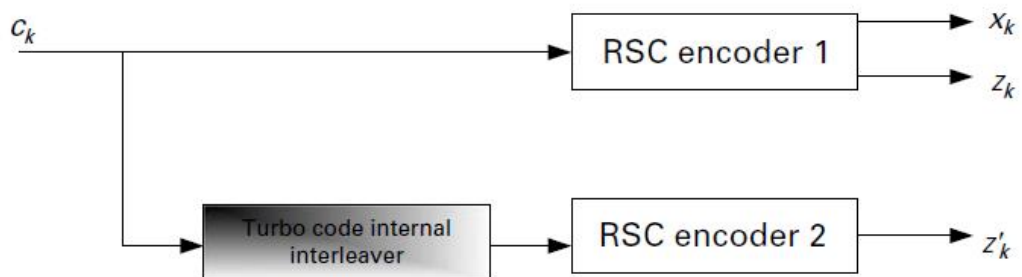 c_k
RSC encoder 1
x_k
z_k
Turbo code internal
interleaver
RSC encoder 2
z'_k